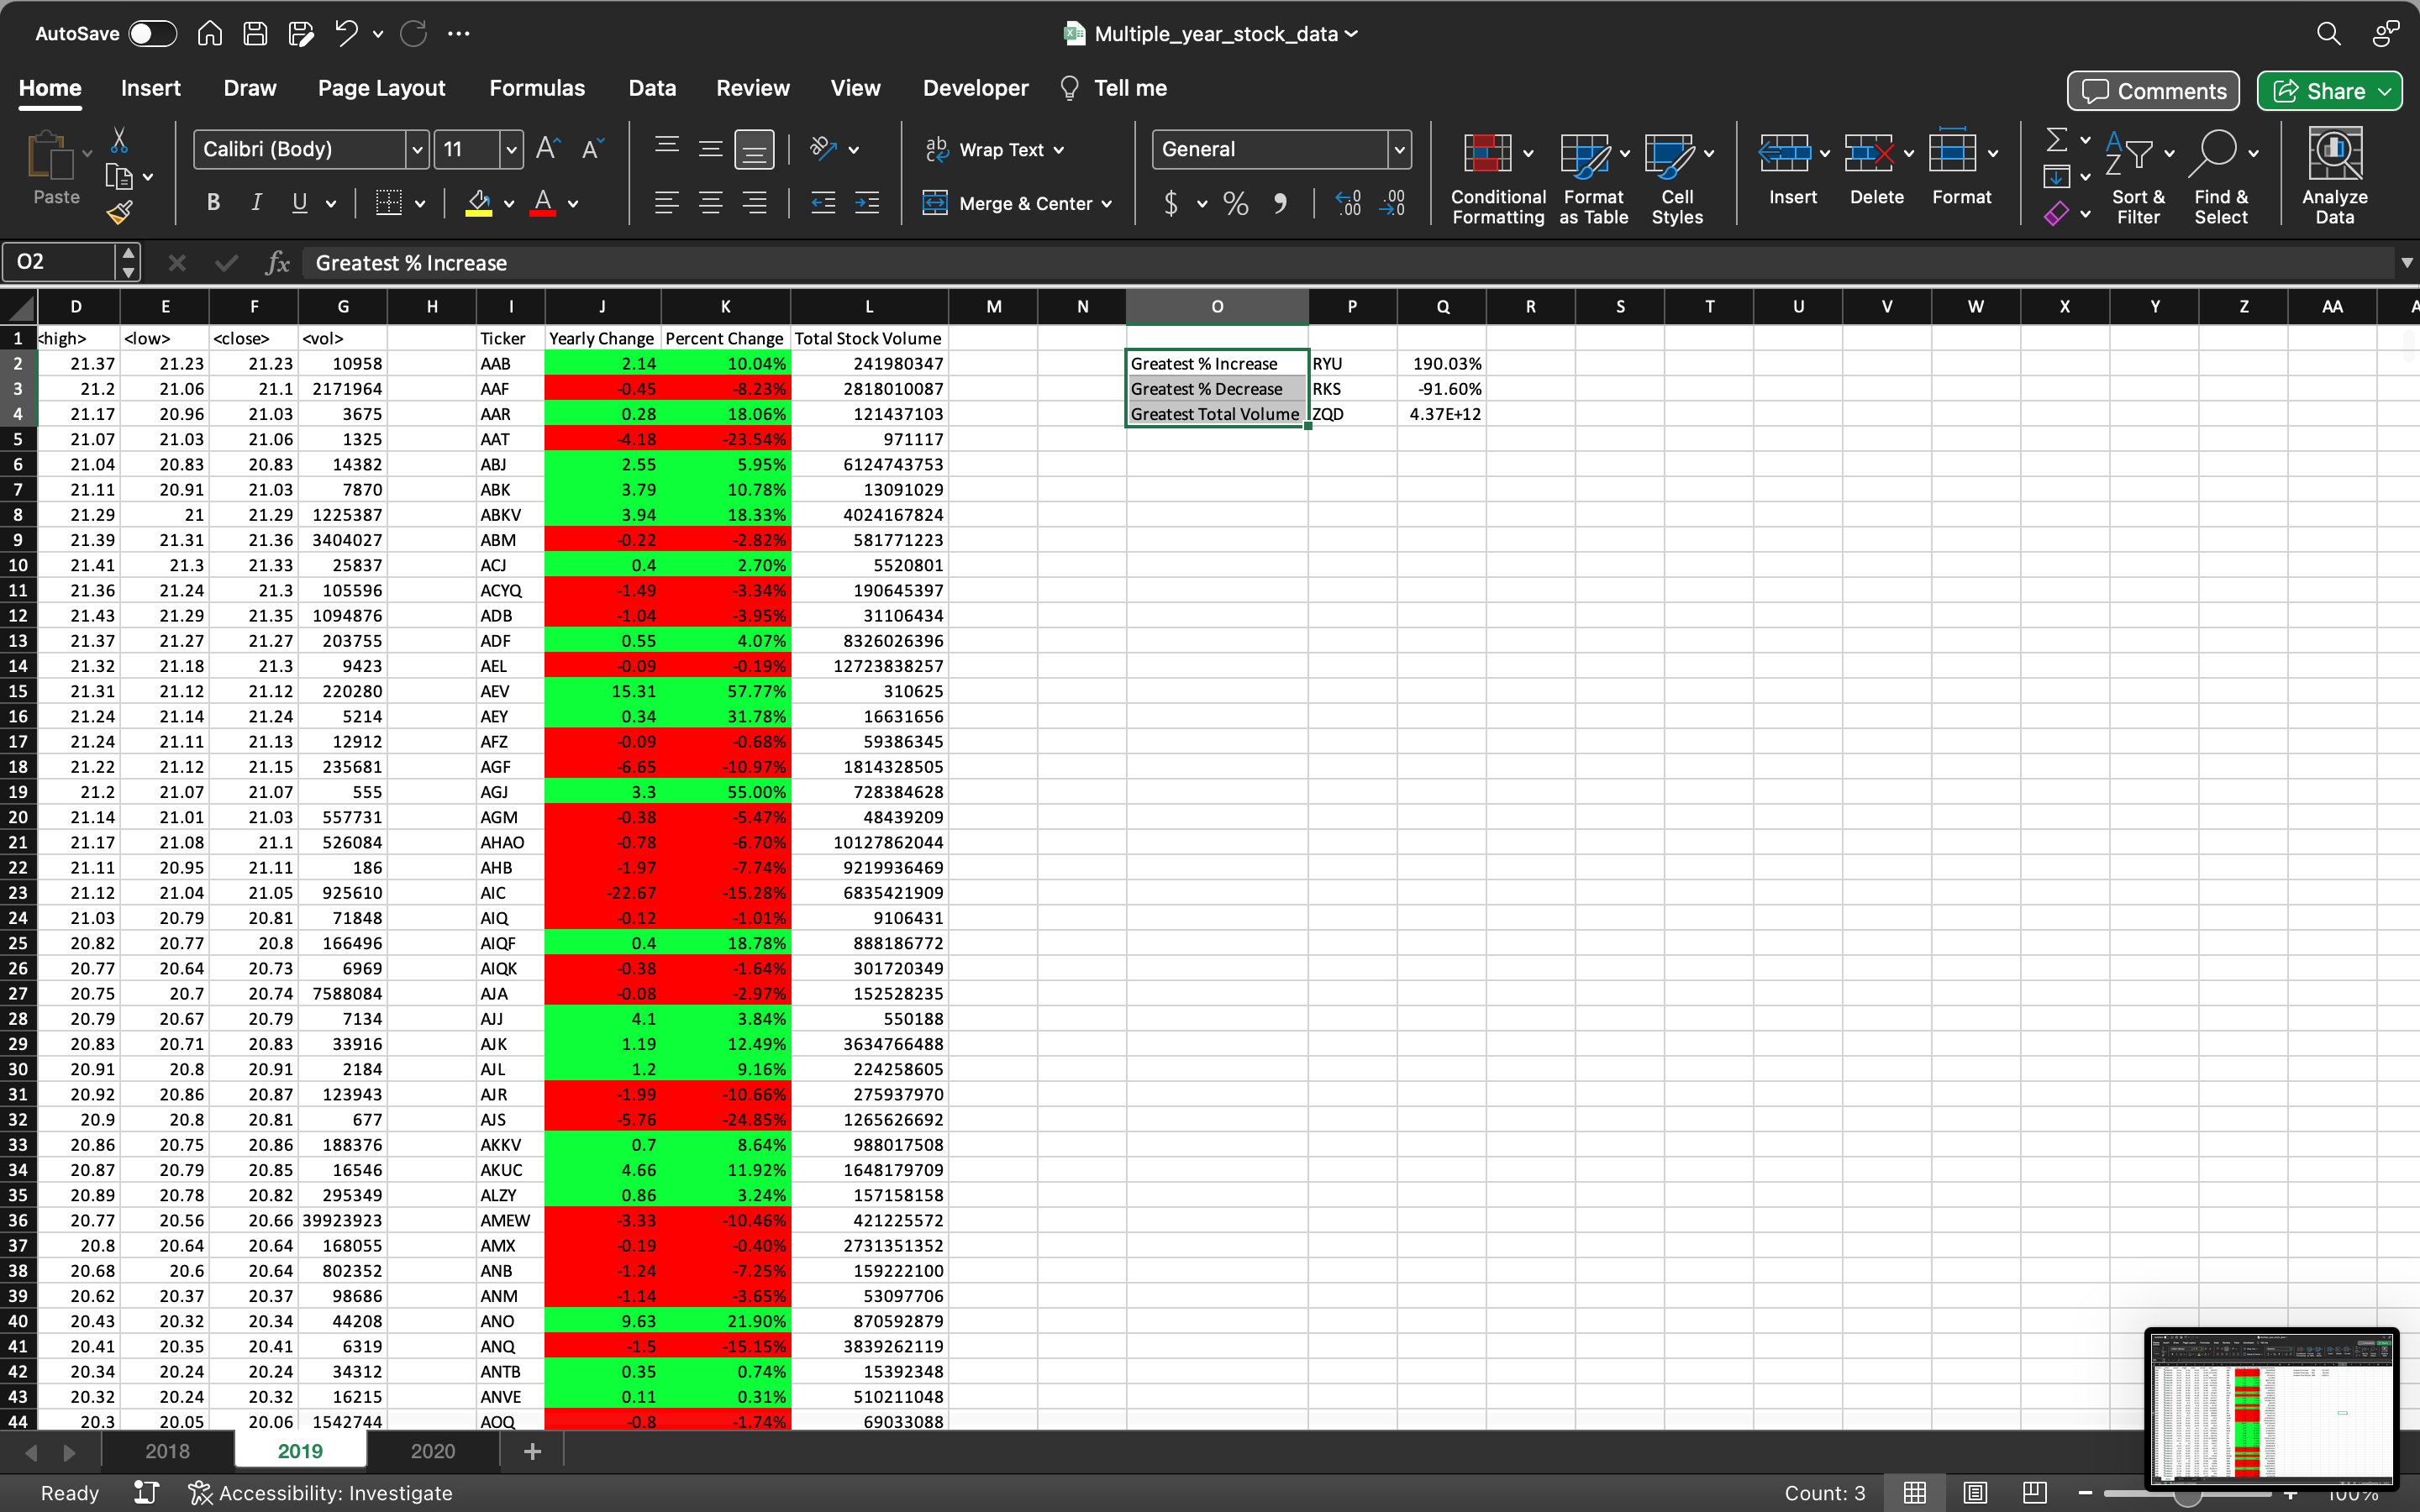 AutoSave Multiple_year_stock_data
Home Insert Draw Page Layout Formulas Data Review View Developer Tell me Comments Share
Paste Calibri (Body) 11 Wrap Text General Conditional Formatting Format as Table Cell Styles Insert Delete Format Sort & Filter Find & Select Analyze Data
B I U Merge & Center $ % 
O2 fx Greatest % Increase
D E F G H I J K L M N O P Q R S T U V W X Y Z AA
1 <high> <low> <close> <vol> Ticker Yearly Change Percent Change Total Stock Volume
2 21.37 21.23 21.23 10958 AAB 2.14 10.04% 241980347 Greatest % Increase RYU 190.03%
3 21.2 21.06 21.1 2171964 AAF -0.45 -8.23% 2818010087 Greatest % Decrease RKS -91.60%
4 21.17 20.96 21.03 3675 AAR 0.28 18.06% 121437103 Greatest Total Volume ZQD 4.37E+12
5 21.07 21.03 21.06 1325 AAT -4.18 -23.54% 971117
6 21.04 20.83 20.83 14382 ABJ 2.55 5.95% 6124743753
7 21.11 20.91 21.03 7870 ABK 3.79 10.78% 13091029
8 21.29 21 21.29 1225387 ABKV 3.94 18.33% 4024167824
9 21.39 21.31 21.36 3404027 ABM -0.22 -2.82% 581771223
10 21.41 21.3 21.33 25837 ACJ 0.4 2.70% 5520801
11 21.36 21.24 21.3 105596 ACYQ -1.49 -3.34% 190645397
12 21.43 21.29 21.35 1094876 ADB -1.04 -3.95% 31106434
13 21.37 21.27 21.27 203755 ADF 0.55 4.07% 8326026396
14 21.32 21.18 21.3 9423 AEL -0.09 -0.19% 12723838257
15 21.31 21.12 21.12 220280 AEV 15.31 57.77% 310625
16 21.24 21.14 21.24 5214 AEY 0.34 31.78% 16631656
17 21.24 21.11 21.13 12912 AFZ -0.09 -0.68% 59386345
18 21.22 21.12 21.15 235681 AGF -6.65 -10.97% 1814328505
19 21.2 21.07 21.07 555 AGJ 3.3 55.00% 728384628
20 21.14 21.01 21.03 557731 AGM -0.38 -5.47% 48439209
21 21.17 21.08 21.1 526084 AHAO -0.78 -6.70% 10127862044
22 21.11 20.95 21.11 186 AHB -1.97 -7.74% 9219936469
23 21.12 21.04 21.05 925610 AIC -22.67 -15.28% 6835421909
24 21.03 20.79 20.81 71848 AIQ -0.12 -1.01% 9106431
25 20.82 20.77 20.8 166496 AIQF 0.4 18.78% 888186772
26 20.77 20.64 20.73 6969 AIQK -0.38 -1.64% 301720349
27 20.75 20.7 20.74 7588084 AJA -0.08 -2.97% 152528235
28 20.79 20.67 20.79 7134 AJJ 4.1 3.84% 550188
29 20.83 20.71 20.83 33916 AJK 1.19 12.49% 3634766488
30 20.91 20.8 20.91 2184 AJL 1.2 9.16% 224258605
31 20.92 20.86 20.87 123943 AJR -1.99 -10.66% 275937970
32 20.9 20.8 20.81 677 AJS -5.76 -24.85% 1265626692
33 20.86 20.75 20.86 188376 AKKV 0.7 8.64% 988017508
34 20.87 20.79 20.85 16546 AKUC 4.66 11.92% 1648179709
35 20.89 20.78 20.82 295349 ALZY 0.86 3.24% 157158158
36 20.77 20.56 20.66 39923923 AMEW -3.33 -10.46% 421225572
37 20.8 20.64 20.64 168055 AMX -0.19 -0.40% 2731351352
38 20.68 20.6 20.64 802352 ANB -1.24 -7.25% 159222100
39 20.62 20.37 20.37 98686 ANM -1.14 -3.65% 53097706
40 20.43 20.32 20.34 44208 ANO 9.63 21.90% 870592879
41 20.41 20.35 20.41 6319 ANQ -1.5 -15.15% 3839262119
42 20.34 20.24 20.24 34312 ANTB 0.35 0.74% 15392348
43 20.32 20.24 20.32 16215 ANVE 0.11 0.31% 510211048
44 20.3 20.05 20.06 1542744 AOQ -0.8 -1.74% 69033088
2018 2019 2020 +
Ready Accessibility: Investigate Count: 3